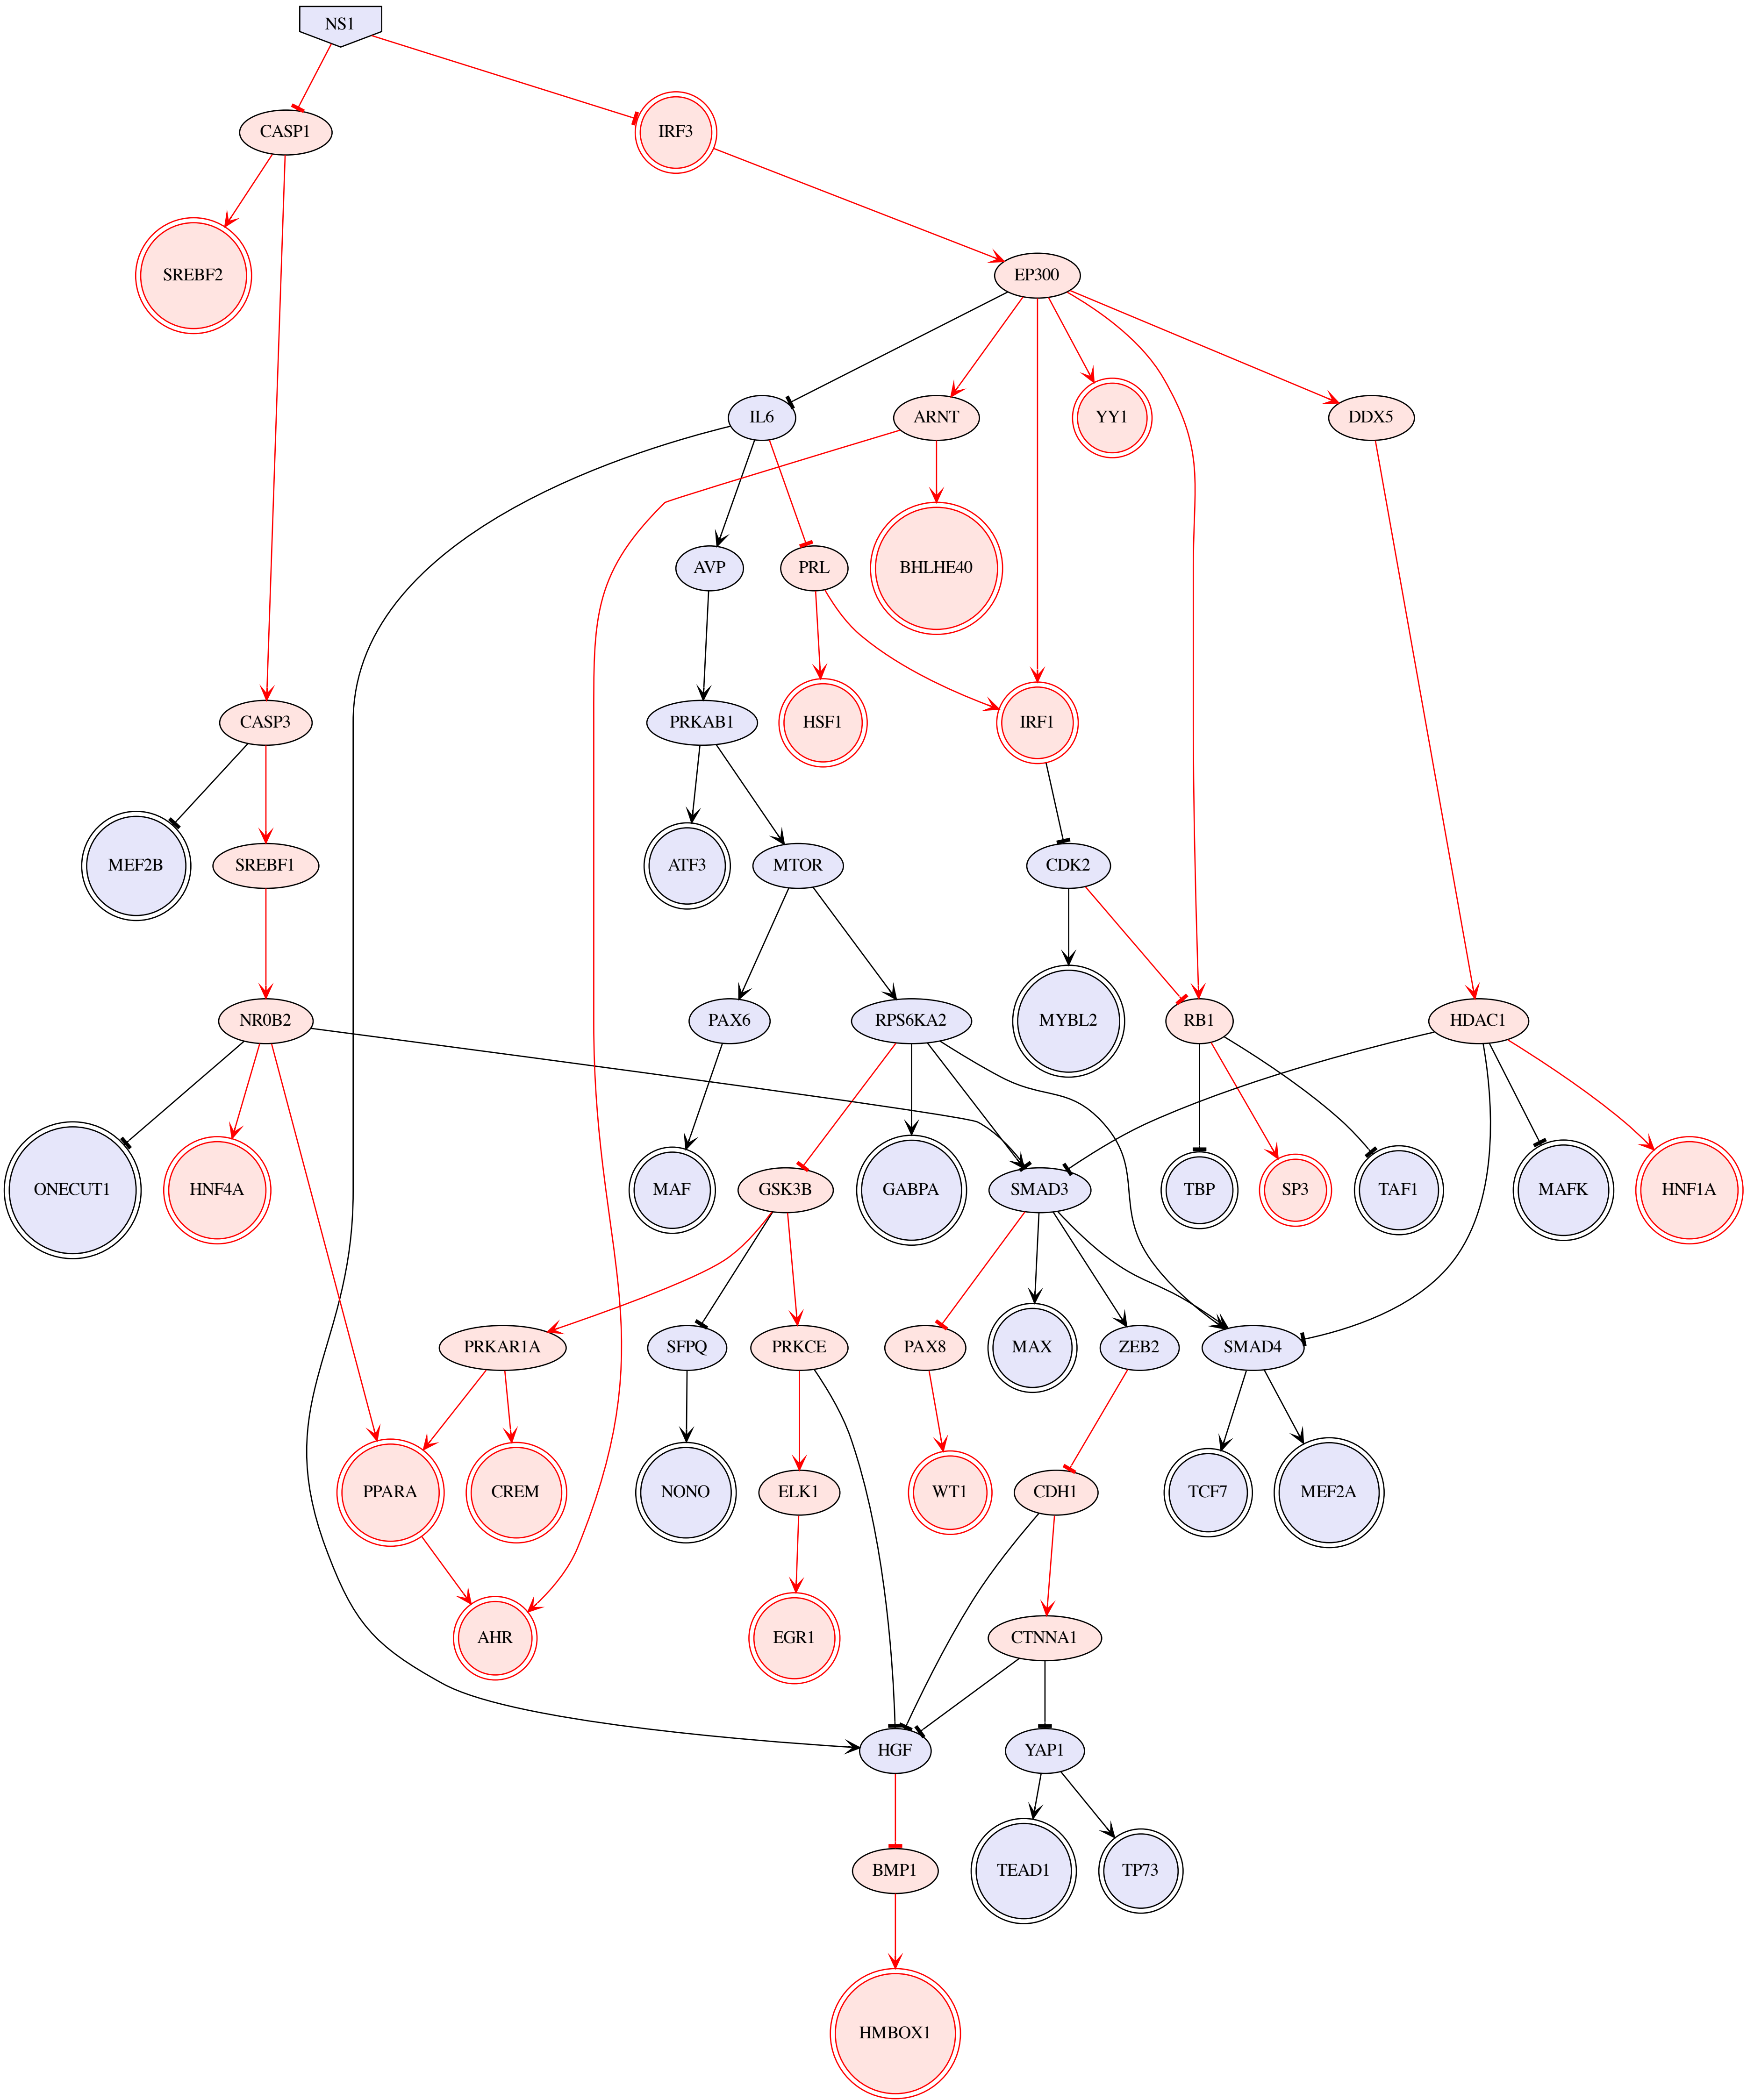 NS1
CASP1
IRF3
SREBF2
EP300
IL6
ARNT
YY1
DDX5
AVP
PRL
BHLHE40
CASP3
PRKAB1
HSF1
IRF1
MEF2B
SREBF1
ATF3
MTOR
CDK2
NR0B2
PAX6
RPS6KA2
MYBL2
RB1
HDAC1
ONECUT1
HNF4A
MAF
GSK3B
GABPA
SMAD3
TBP
SP3
TAF1
MAFK
HNF1A
PRKAR1A
SFPQ
PRKCE
PAX8
MAX
ZEB2
SMAD4
PPARA
CREM
NONO
ELK1
WT1
CDH1
TCF7
MEF2A
AHR
EGR1
CTNNA1
HGF
YAP1
BMP1
TEAD1
TP73
HMBOX1